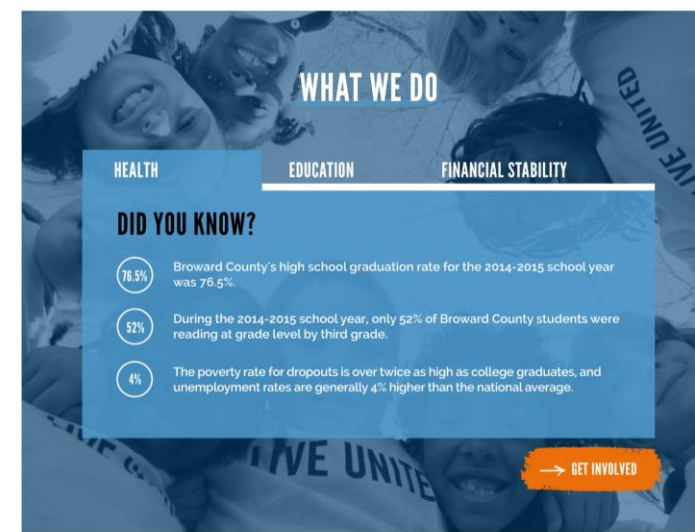 WHAT WE DO
LIVE UNITED
HEALTH EDUCATION FINANCIAL STABILITY
DID YOU KNOW?
76.5% Broward County's high school graduation rate for the 2014-2015 school year
was 76.5%.
52% During the 2014-2015 school year, only 52% of Broward County students were
reading at grade level by third grade.
4% The poverty rate for dropouts is over twice as high as college graduates, and
unemployment rates are generally 4% higher than the national average.
LIVE UNITE
GET INVOLVED